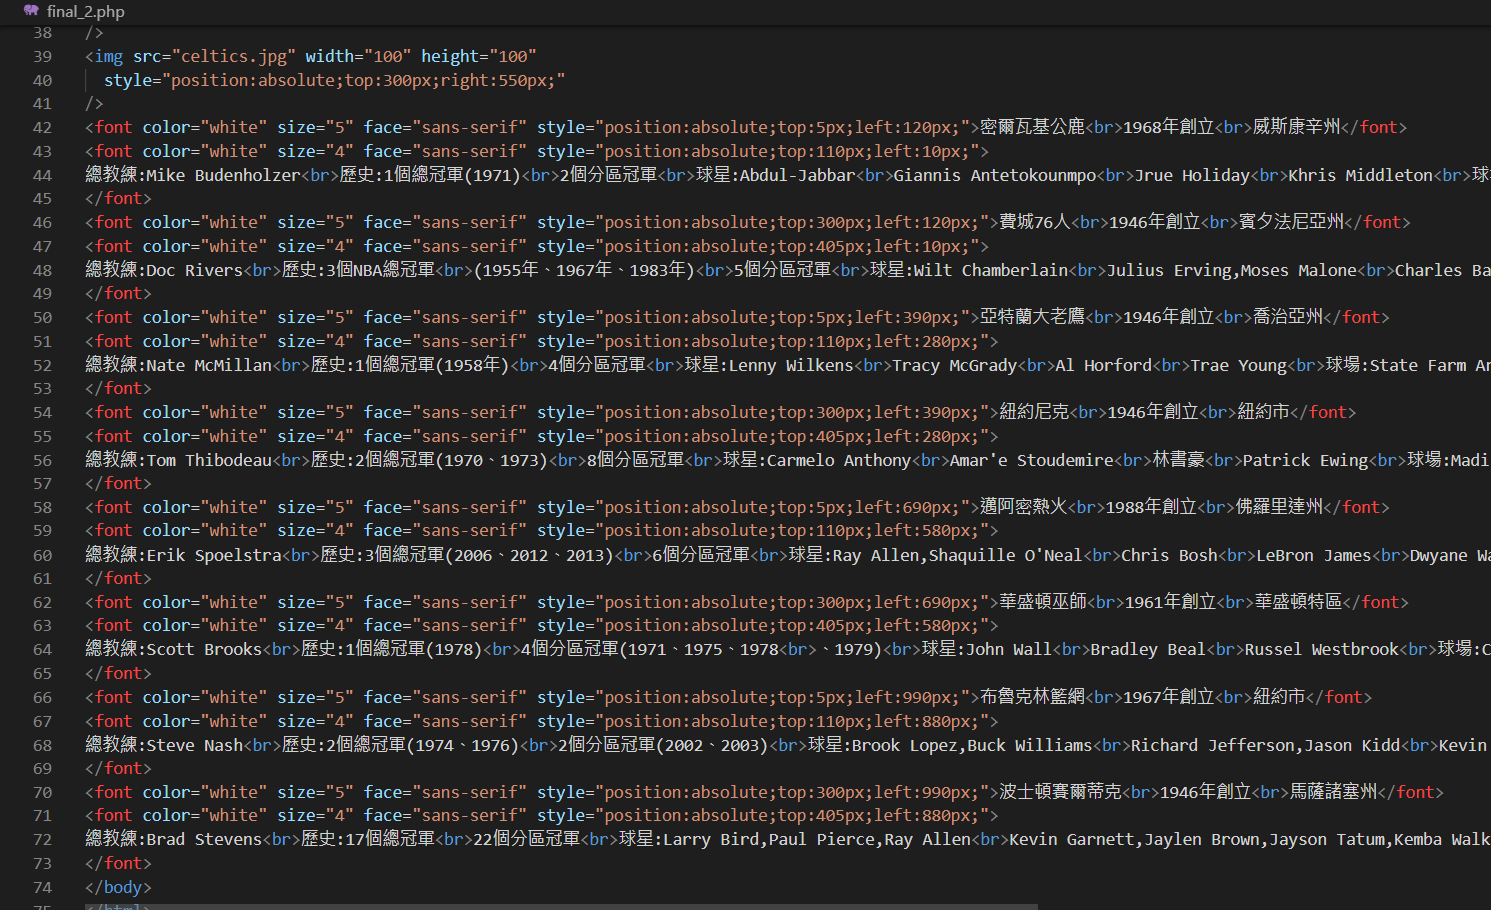 final_2.php
38 />
39 <img src="celtics.jpg" width="100" height="100"
40 style="position:absolute;top:300px;right:550px;"
41 />
42 <font color="white" size="5" face="sans-serif" style="position:absolute;top:5px;left:120px;">密爾瓦基公鹿<br>1968年創立<br>威斯康辛州</font>
43 <font color="white" size="4" face="sans-serif" style="position:absolute;top:110px;left:10px;">
44 總教練:Mike Budenholzer<br>歷史:1個總冠軍(1971)<br>2個分區冠軍<br>球星:Abdul-Jabbar<br>Giannis Antetokounmpo<br>Jrue Holiday<br>Khris Middleton<br>球
45 </font>
46 <font color="white" size="5" face="sans-serif" style="position:absolute;top:300px;left:120px;">費城76人<br>1946年創立<br>賓夕法尼亞州</font>
47 <font color="white" size="4" face="sans-serif" style="position:absolute;top:405px;left:10px;">
48 總教練:Doc Rivers<br>歷史:3個NBA總冠軍<br>(1955年、1967年、1983年)<br>5個分區冠軍<br>球星:Wilt Chamberlain<br>Julius Erving,Moses Malone<br>Charles Ba
49 </font>
50 <font color="white" size="5" face="sans-serif" style="position:absolute;top:5px;left:390px;">亞特蘭大老鷹<br>1946年創立<br>喬治亞州</font>
51 <font color="white" size="4" face="sans-serif" style="position:absolute;top:110px;left:280px;">
52 總教練:Nate McMillan<br>歷史:1個總冠軍(1958年)<br>4個分區冠軍<br>球星:Lenny Wilkens<br>Tracy McGrady<br>Al Horford<br>Trae Young<br>球場:State Farm Ar
53 </font>
54 <font color="white" size="5" face="sans-serif" style="position:absolute;top:300px;left:390px;">紐約尼克<br>1946年創立<br>紐約市</font>
55 <font color="white" size="4" face="sans-serif" style="position:absolute;top:405px;left:280px;">
56 總教練:Tom Thibodeau<br>歷史:2個總冠軍(1970、1973)<br>8個分區冠軍<br>球星:Carmelo Anthony<br>Amar'e Stoudemire<br>林書豪<br>Patrick Ewing<br>球場:Madi
57 </font>
58 <font color="white" size="5" face="sans-serif" style="position:absolute;top:5px;left:690px;">邁阿密熱火<br>1988年創立<br>佛羅里達州</font>
59 <font color="white" size="4" face="sans-serif" style="position:absolute;top:110px;left:580px;">
60 總教練:Erik Spoelstra<br>歷史:3個總冠軍(2006、2012、2013)<br>6個分區冠軍<br>球星:Ray Allen,Shaquille O'Neal<br>Chris Bosh<br>LeBron James<br>Dwyane Wa
61 </font>
62 <font color="white" size="5" face="sans-serif" style="position:absolute;top:300px;left:690px;">華盛頓巫師<br>1961年創立<br>華盛頓特區</font>
63 <font color="white" size="4" face="sans-serif" style="position:absolute;top:405px;left:580px;">
64 總教練:Scott Brooks<br>歷史:1個總冠軍(1978)<br>4個分區冠軍(1971、1975、1978<br>、1979)<br>球星:John Wall<br>Bradley Beal<br>Russel Westbrook<br>球場:C
65 </font>
66 <font color="white" size="5" face="sans-serif" style="position:absolute;top:5px;left:990px;">布魯克林籃網<br>1967年創立<br>紐約市</font>
67 <font color="white" size="4" face="sans-serif" style="position:absolute;top:110px;left:880px;">
68 總教練:Steve Nash<br>歷史:2個總冠軍(1974、1976)<br>2個分區冠軍(2002、2003)<br>球星:Brook Lopez,Buck Williams<br>Richard Jefferson,Jason Kidd<br>Kevin
69 </font>
70 <font color="white" size="5" face="sans-serif" style="position:absolute;top:300px;left:990px;">波士頓賽爾蒂克<br>1946年創立<br>馬薩諸塞州</font>
71 <font color="white" size="4" face="sans-serif" style="position:absolute;top:405px;left:880px;">
72 總教練:Brad Stevens<br>歷史:17個總冠軍<br>22個分區冠軍<br>球星:Larry Bird,Paul Pierce,Ray Allen<br>Kevin Garnett,Jaylen Brown,Jayson Tatum,Kemba Walk
73 </font>
74 </body>
75 </html>